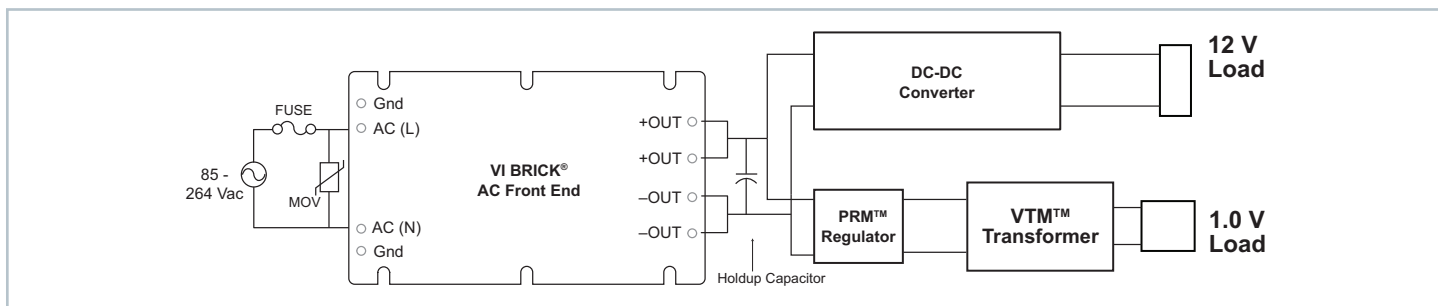 FUSE
85 -
264 Vac
MOV
Gnd
AC (L)
AC (N)
Gnd
VI BRICK®
AC Front End
+OUT
+OUT
–OUT
–OUT
Holdup Capacitor
DC-DC
Converter
12 V
Load
PRM™
Regulator
VTM™
Transformer
1.0 V
Load